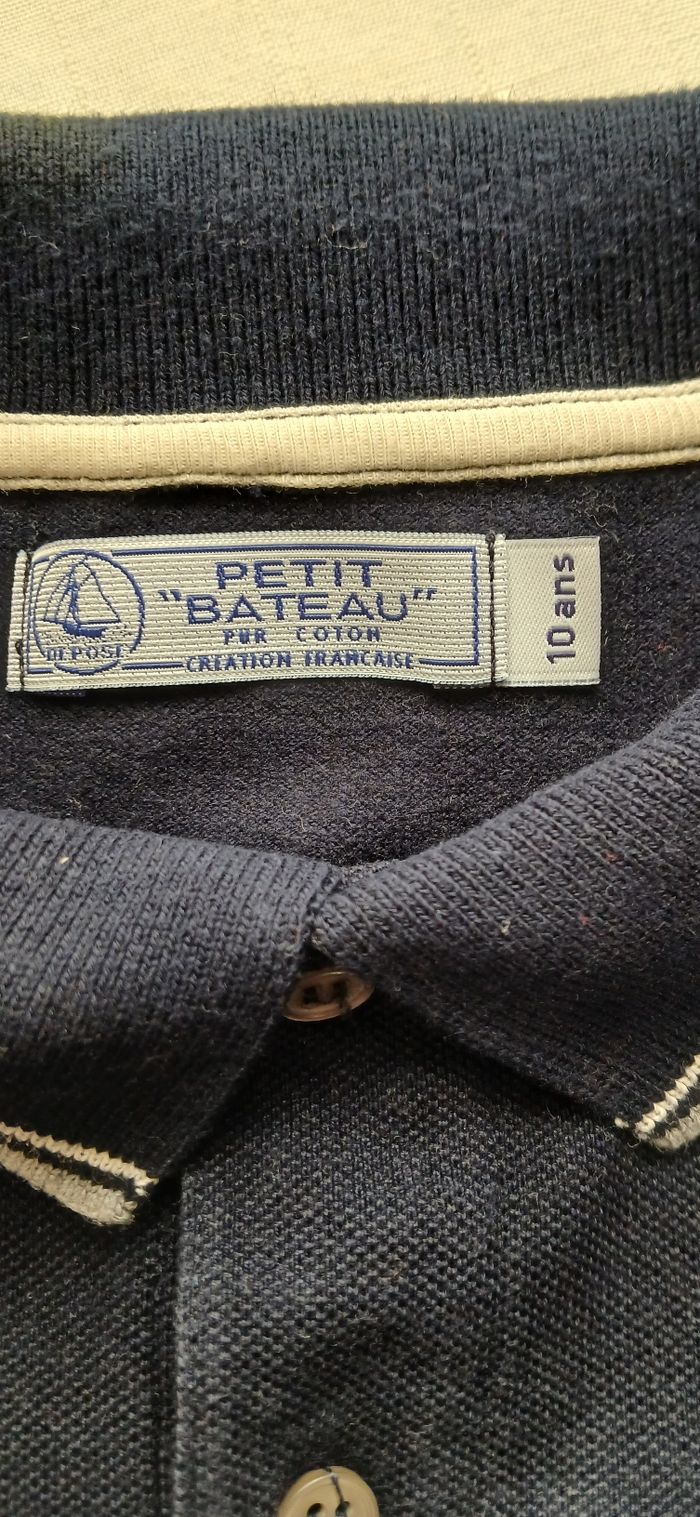 PETIT
"BATEAU"
PUR COTON
CREATION FRANCAISE
DEPOSE
10 ans